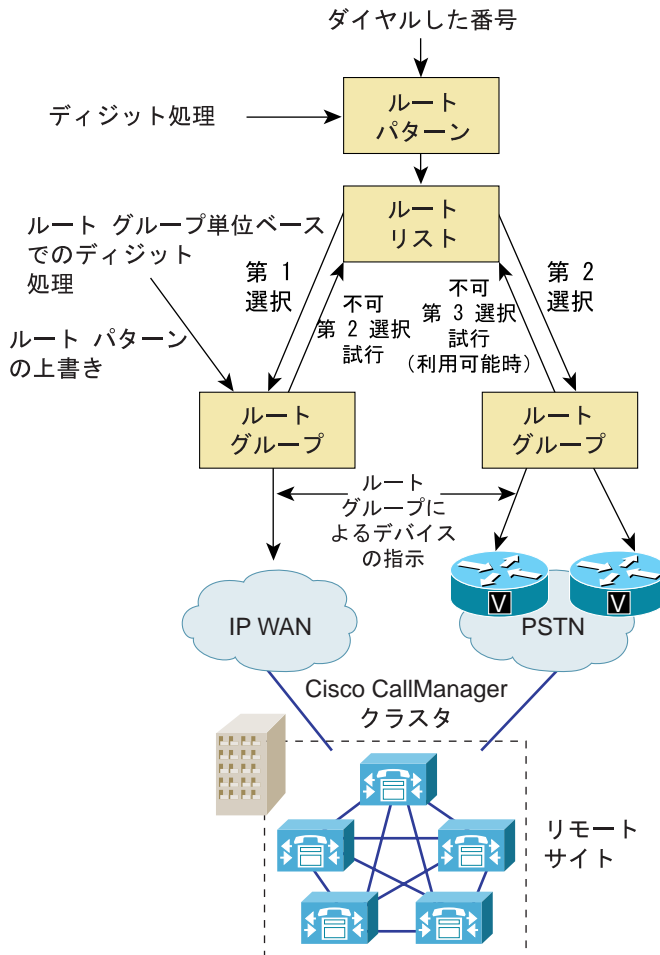 ダイヤルした番号
ルート
パターン
ディジット処理
ルート
リスト
ルート グループ単位ベース
でのディジット
処理
第 1
選択
不可
第 2 選択
試行
不可
第 3 選択
試行
(利用可能時)
第 2
選択
ルート パターン
の上書き
ルート
グループ
ルート
グループ
ルート
グループに
よるデバイス
の指示
V
V
IP WAN
PSTN
Cisco CallManager
クラスタ
リモート
サイト